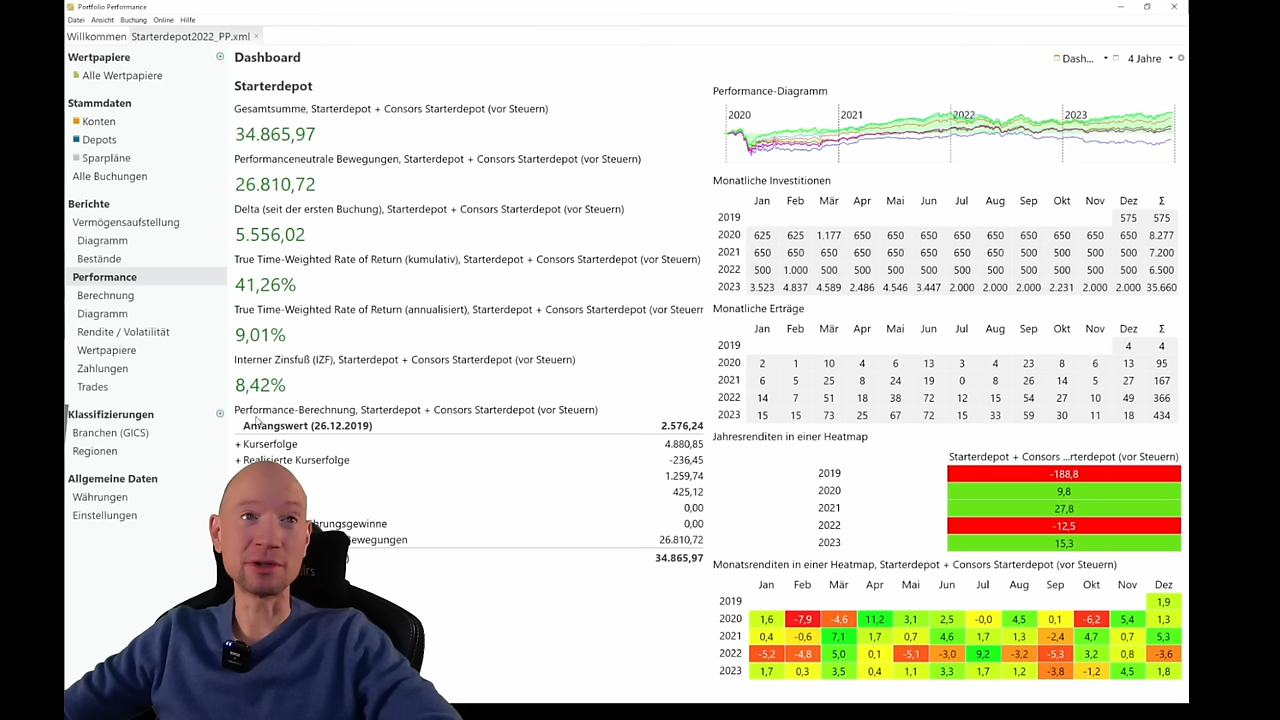 Portfolio Performance
Datei Ansicht Buchung Online Hilfe
Willkommen Starterdepot2022_PP.xml
Wertpapiere
Alle Wertpapiere
Stammdaten
Konten
Depots
Sparpläne
Alle Buchungen
Berichte
Vermögensaufstellung
Diagramm
Bestände
Performance
Berechnung
Diagramm
Rendite / Volatilität
Wertpapiere
Zahlungen
Trades
Klassifizierungen
Branchen (GICS)
Regionen
Allgemeine Daten
Währungen
Einstellungen
Dashboard
Dash... 4 Jahre
Starterdepot
Gesamtsumme, Starterdepot + Consors Starterdepot (vor Steuern)
34.865,97
Performanceneutrale Bewegungen, Starterdepot + Consors Starterdepot (vor Steuern)
26.810,72
Delta (seit der ersten Buchung), Starterdepot + Consors Starterdepot (vor Steuern)
5.556,02
True Time-Weighted Rate of Return (kumulativ), Starterdepot + Consors Starterdepot (vor Steuern)
41,26%
True Time-Weighted Rate of Return (annualisiert), Starterdepot + Consors Starterdepot (vor Steuerr
9,01%
Interner Zinsfuß (IZF), Starterdepot + Consors Starterdepot (vor Steuern)
8,42%
Performance-Berechnung, Starterdepot + Consors Starterdepot (vor Steuern)
Anfangswert (26.12.2019) 2.576,24
+ Kurserfolge 4.880,85
+ Realisierte Kurserfolge -236,45
1.259,74
425,12
0,00
hrungsgewinne 0,00
ewegungen 26.810,72
) 34.865,97
Performance-Diagramm
2020 2021 2022 2023
Monatliche Investitionen
Jan Feb Mär Apr Mai Jun Jul Aug Sep Okt Nov Dez Σ
2019 575 575
2020 625 625 1.177 650 650 650 650 650 650 650 650 650 8.277
2021 650 650 650 650 650 650 650 650 500 500 500 500 7.200
2022 500 1.000 500 500 500 500 500 500 500 500 500 500 6.500
2023 3.523 4.837 4.589 2.486 4.546 3.447 2.000 2.000 2.000 2.231 2.000 2.000 35.660
Monatliche Erträge
Jan Feb Mär Apr Mai Jun Jul Aug Sep Okt Nov Dez Σ
2019 4 4
2020 2 1 10 4 6 13 3 4 23 8 6 13 95
2021 6 5 25 8 24 19 0 8 26 14 5 27 167
2022 14 7 51 18 38 72 12 15 54 27 10 49 366
2023 15 15 73 25 67 72 15 33 59 30 11 18 434
Jahresrenditen in einer Heatmap
Starterdepot + Consors ...rterdepot (vor Steuern)
2019 -188,8
2020 9,8
2021 27,8
2022 -12,5
2023 15,3
Monatsrenditen in einer Heatmap, Starterdepot + Consors Starterdepot (vor Steuern)
Jan Feb Mär Apr Mai Jun Jul Aug Sep Okt Nov Dez
2019 1,9
2020 1,6 -7,9 -4,6 11,2 3,1 2,5 -0,0 4,5 0,1 -6,2 5,4 1,3
2021 0,4 -0,6 7,1 1,7 0,7 4,6 1,7 1,3 -2,4 4,7 0,7 5,3
2022 -5,2 -4,8 5,0 0,1 -5,1 -3,0 9,2 -3,2 -5,3 3,2 0,8 -3,6
2023 1,7 0,3 3,5 0,4 1,1 3,3 1,7 1,2 -3,8 -1,2 4,5 1,8